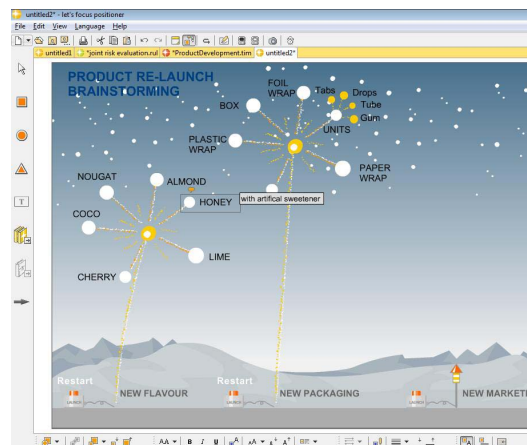 untitled2* - let's focus positioner
File Edit View Language Help
untitled1 *joint risk evaluation.rul *ProductDevelopment.tim untitled2*
PRODUCT RE-LAUNCH
BRAINSTORMING
FOIL
WRAP
Tabs
Drops
Tube
Gum
BOX
UNITS
PLASTIC
WRAP
PAPER
WRAP
NOUGAT
ALMOND
HONEY
with artifical sweetener
COCO
LIME
CHERRY
Restart
NEW FLAVOUR
Restart
NEW PACKAGING
NEW MARKETI